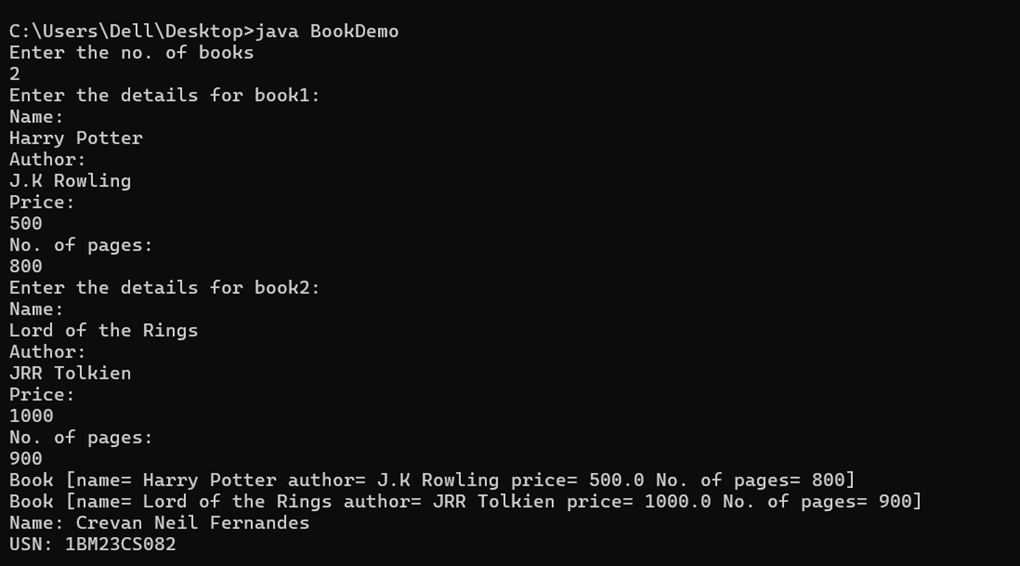 C:\Users\Dell\Desktop>java BookDemo
Enter the no. of books
2
Enter the details for book1:
Name:
Harry Potter
Author:
J.K Rowling
Price:
500
No. of pages:
800
Enter the details for book2:
Name:
Lord of the Rings
Author:
JRR Tolkien
Price:
1000
No. of pages:
900
Book [name= Harry Potter author= J.K Rowling price= 500.0 No. of pages= 800]
Book [name= Lord of the Rings author= JRR Tolkien price= 1000.0 No. of pages= 900]
Name: Crevan Neil Fernandes
USN: 1BM23CS082